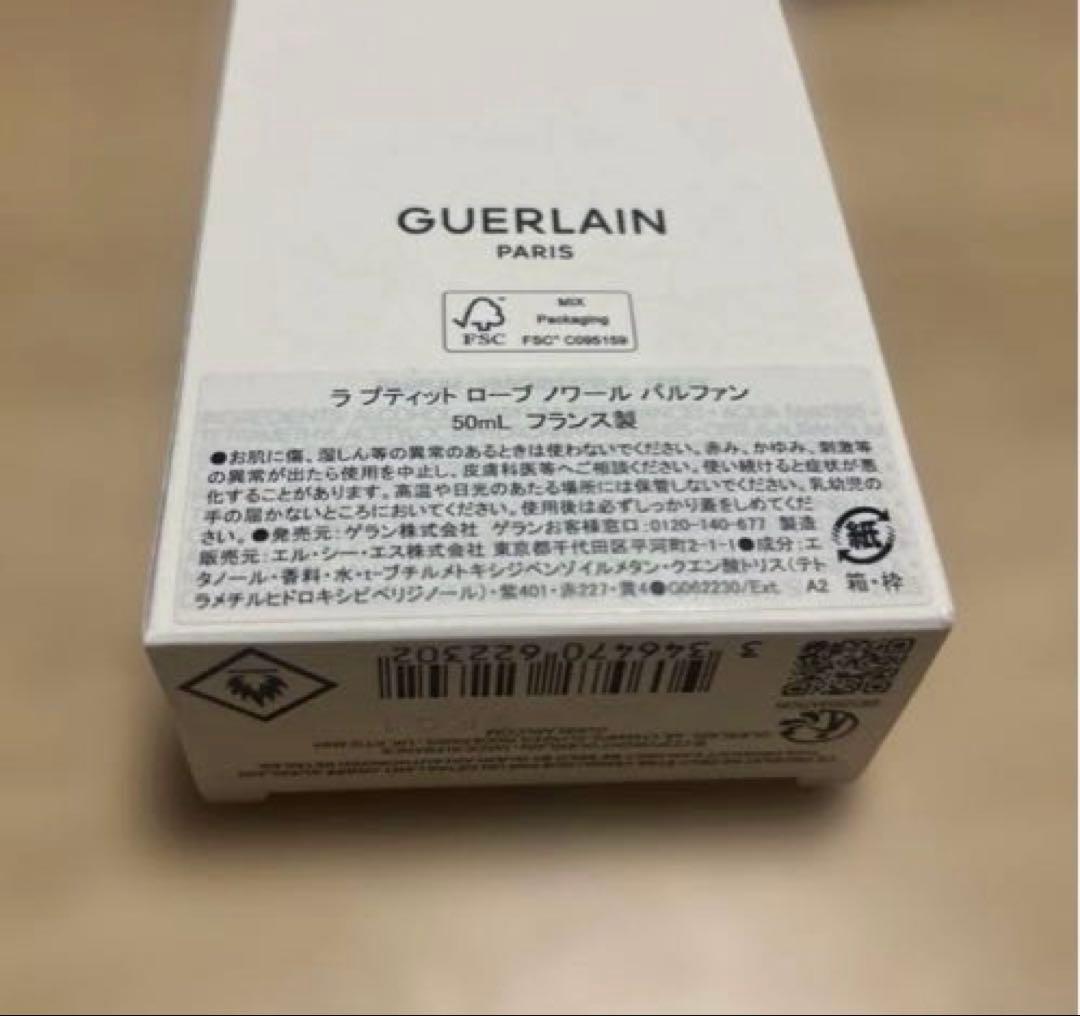 GUERLAIN
PARIS
FSC
MIX
Packaging
FSC® C095159
ラ プティット ローブ ノワール パルファン
50mL フランス製
●お肌に傷、湿しん等の異常のあるときは使わないでください。赤み、かゆみ、刺激等
の異常が出たら使用を中止し、皮膚科医等へご相談ください。使い続けると症状が悪
化することがあります。高温や日光のあたる場所には保管しないでください。乳幼児の
手の届かないところにおいてください。使用後は必ずしっかり蓋をしめてくだ
さい。●発売元:ゲラン株式会社 ゲランお客様窓口:0120-140-677 製造
販売元:エル・シー・エス株式会社 東京都千代田区平河町2-1-1●成分:エ
タノール・香料・水・t-ブチルメトキシジベンゾイルメタン・クエン酸トリス(テト
ラメチルヒドロキシピペリジノール)・紫401・赤227・黄4●G062230/Ext. A2
紙
箱・枠
3 346470 622302